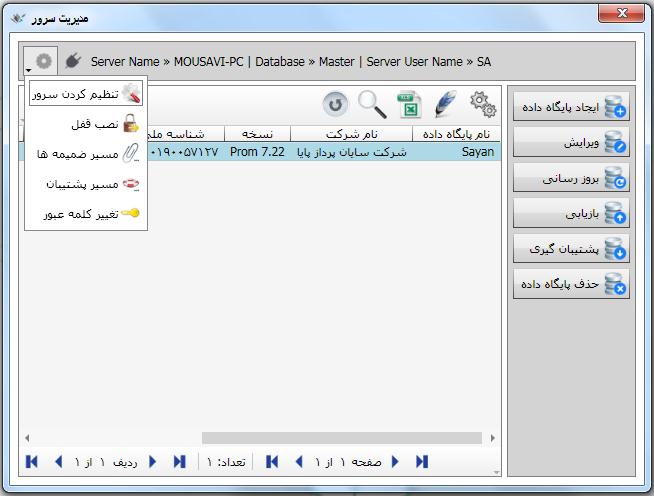 مدیریت سرور
Server Name » MOUSAVI-PC | Database » Master | Server User Name » SA
تنظیم کردن سرور
نصب قفل
مسیر ضمیمه ها
مسیر پشتیبان
تغییر کلمه عبور
نام پایگاه داده نام شرکت نسخه شناسه ملی
Sayan شرکت سایان پرداز پایا Prom 7.22 ۰۱۹۰۰۵۷۱۲۷
ایجاد پایگاه داده
ویرایش
بروز رسانی
بازیابی
پشتیبان گیری
حذف پایگاه داده
صفحه ۱ از ۱ تعداد: ۱ ردیف ۱ از ۱